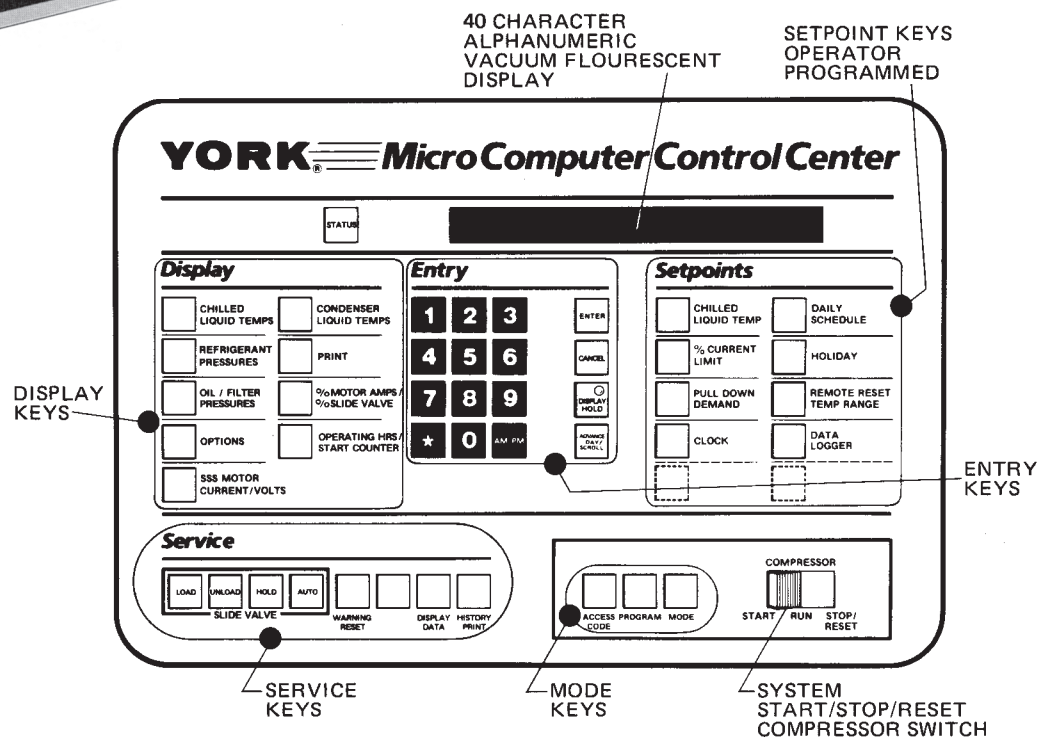 40 CHARACTER
ALPHANUMERIC
VACUUM FLOURESCENT
DISPLAY
SETPOINT KEYS
OPERATOR
PROGRAMMED
YORK® Micro Computer Control Center
STATUS
Display
CHILLED
LIQUID TEMPS
CONDENSER
LIQUID TEMPS
REFRIGERANT
PRESSURES
PRINT
OIL / FILTER
PRESSURES
%MOTOR AMPS/
%SLIDE VALVE
OPTIONS
OPERATING HRS/
START COUNTER
SSS MOTOR
CURRENT/VOLTS
DISPLAY
KEYS
Entry
1 2 3
ENTER
4 5 6
CANCEL
7 8 9
DISPLAY
HOLD
* 0 AM PM
ADVANCE
DAY/
SCROLL
ENTRY
KEYS
Setpoints
CHILLED
LIQUID TEMP
DAILY
SCHEDULE
% CURRENT
LIMIT
HOLIDAY
PULL DOWN
DEMAND
REMOTE RESET
TEMP RANGE
CLOCK
DATA
LOGGER
Service
LOAD UNLOAD HOLD AUTO
SLIDE VALVE
WARNING
RESET
DISPLAY
DATA
HISTORY
PRINT
SERVICE
KEYS
ACCESS
CODE
PROGRAM
MODE
MODE
KEYS
COMPRESSOR
START RUN STOP/
RESET
SYSTEM
START/STOP/RESET
COMPRESSOR SWITCH